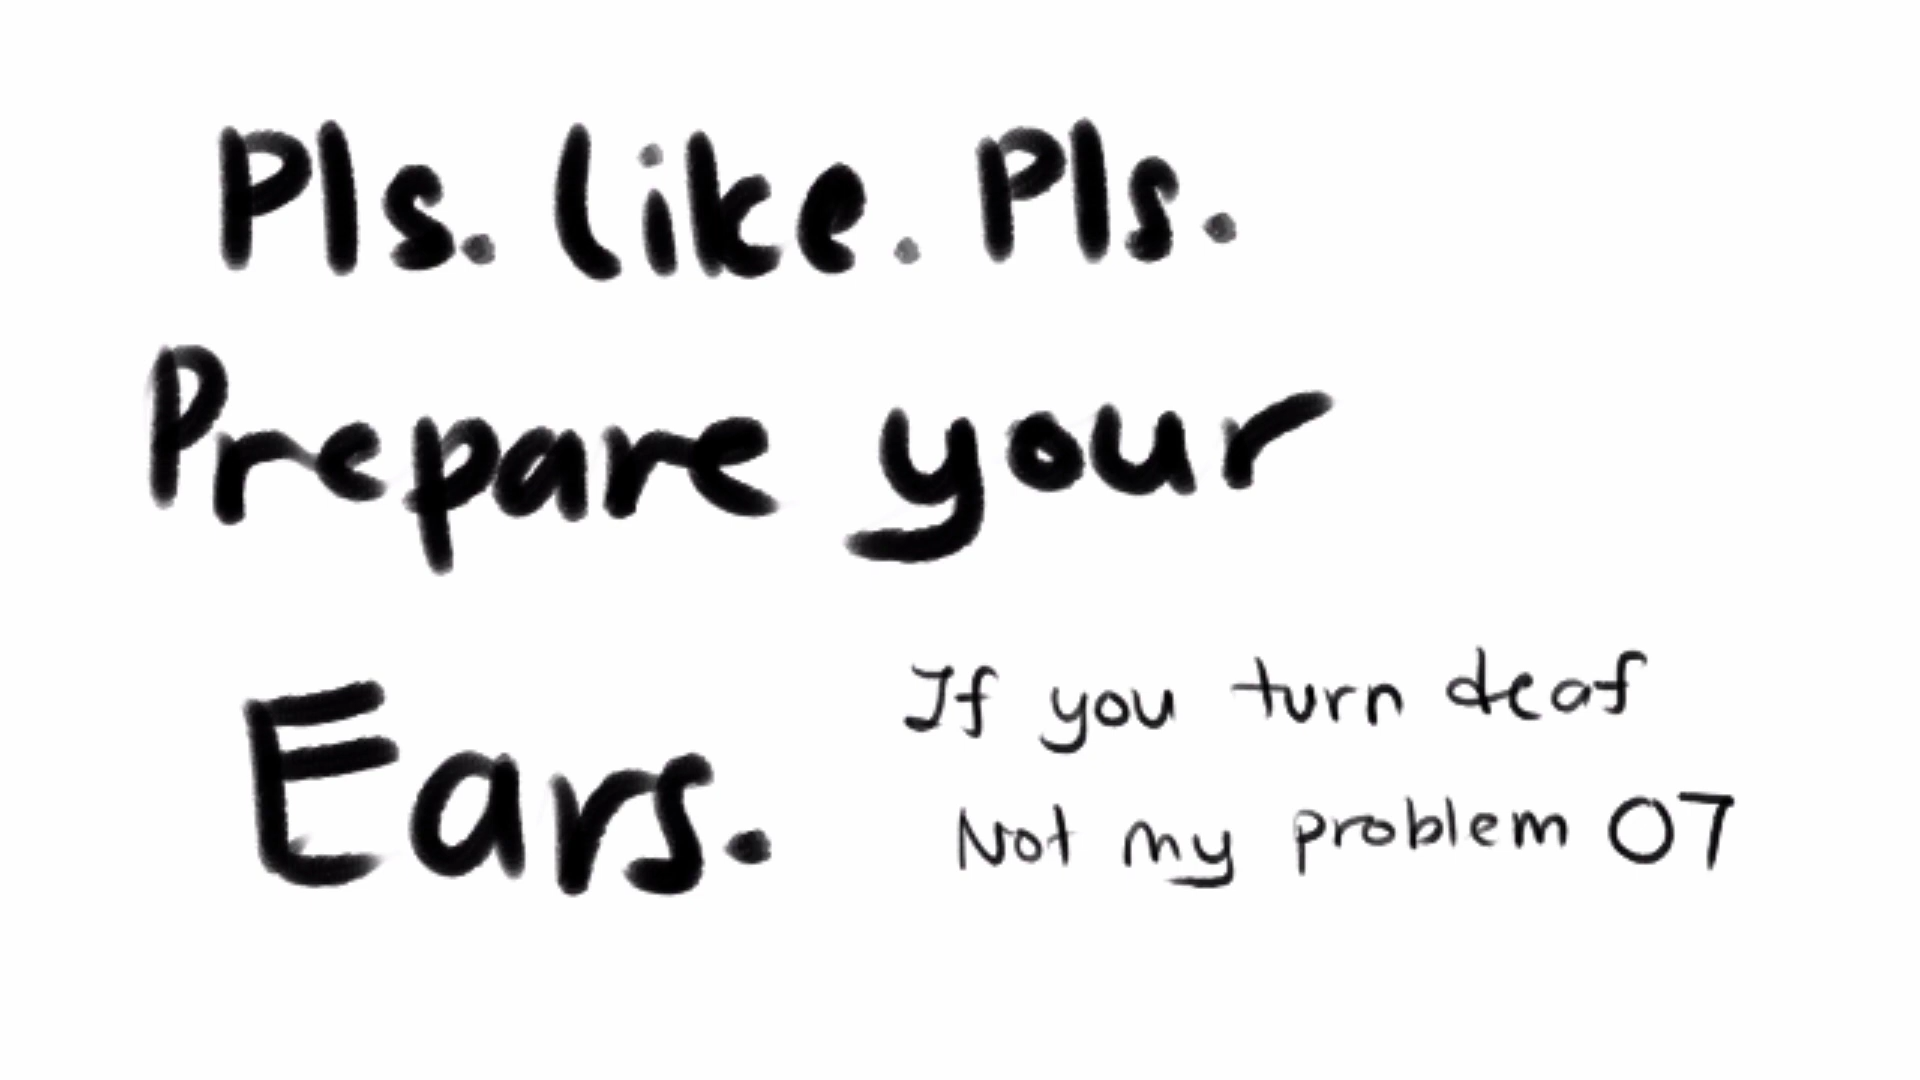 Pls. like. Pls.
Prepare your
Ears.
If you turn deaf
Not my problem O7